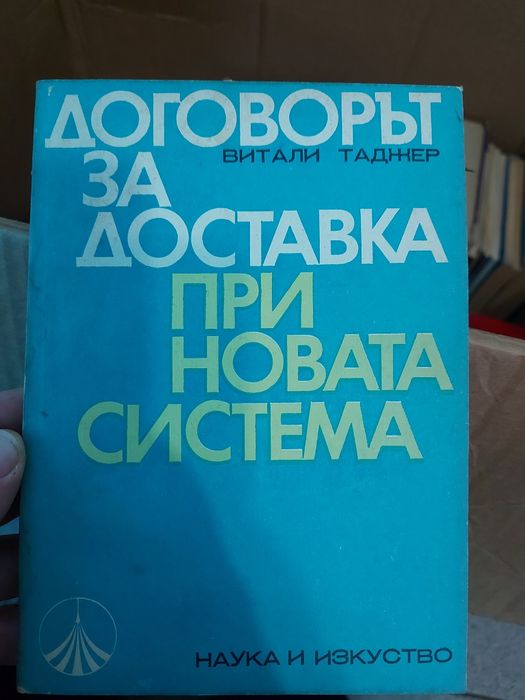 ДОГОВОРЪТ
ВИТАЛИ ТАДЖЕР
ЗА
ДОСТАВКА
ПРИ
НОВАТА
СИСТЕМА
НАУКА И ИЗКУСТВО